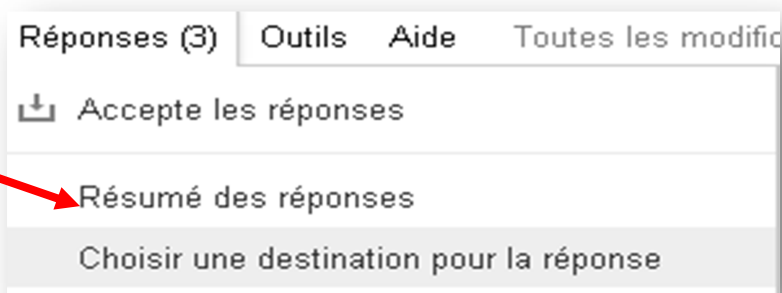 Réponses (3) Outils Aide Toutes les modific
Accepte les réponses
Résumé des réponses
Choisir une destination pour la réponse